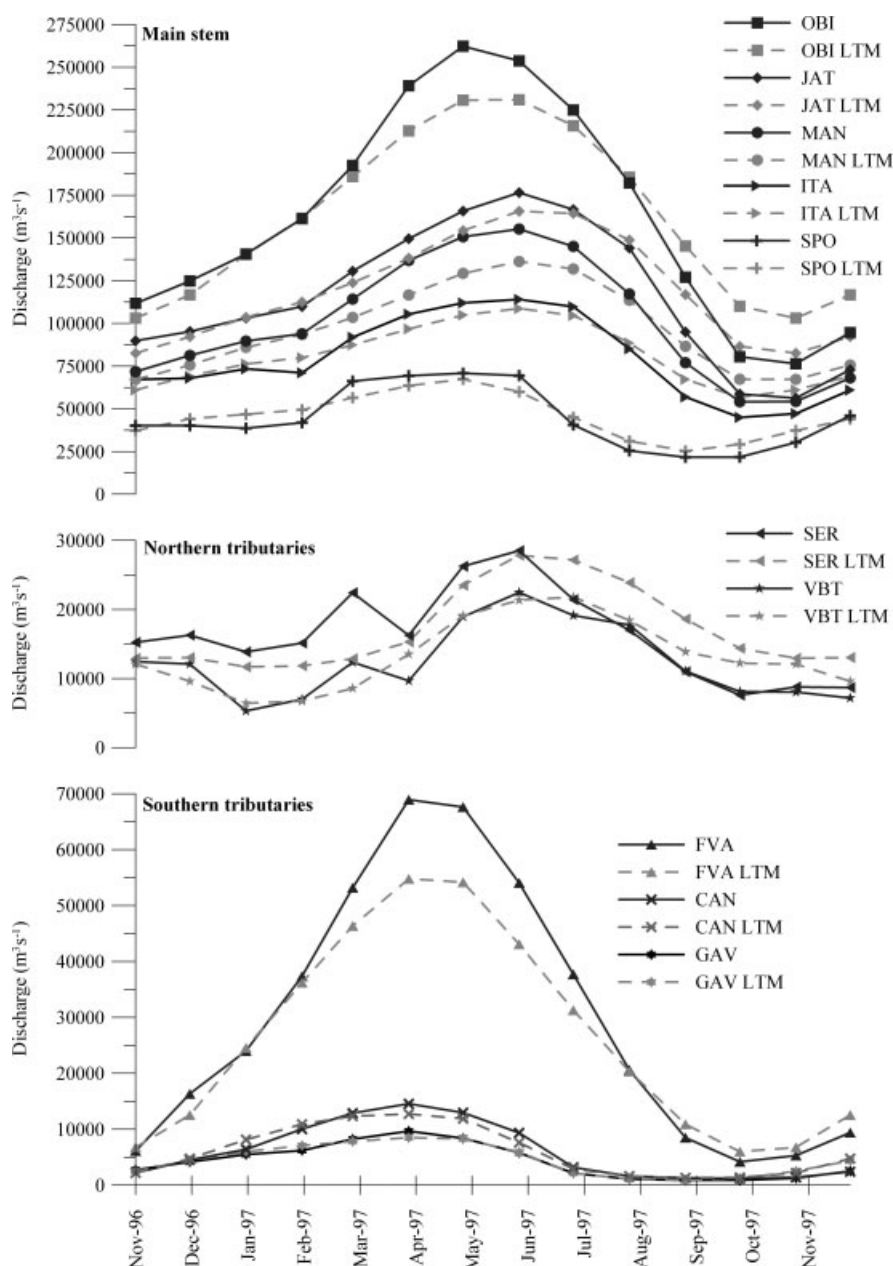 Main stem
Discharge (m³s⁻¹)
275000
250000
225000
200000
175000
150000
125000
100000
75000
50000
25000
0
OBI
OBI LTM
JAT
JAT LTM
MAN
MAN LTM
ITA
ITA LTM
SPO
SPO LTM
Northern tributaries
30000
20000
10000
0
SER
SER LTM
VBT
VBT LTM
Southern tributaries
Discharge (m³s⁻¹)
70000
60000
50000
40000
30000
20000
10000
0
FVA
FVA LTM
CAN
CAN LTM
GAV
GAV LTM
Nov-96
Dec-96
Jan-97
Feb-97
Mar-97
Apr-97
May-97
Jun-97
Jul-97
Aug-97
Sep-97
Oct-97
Nov-97